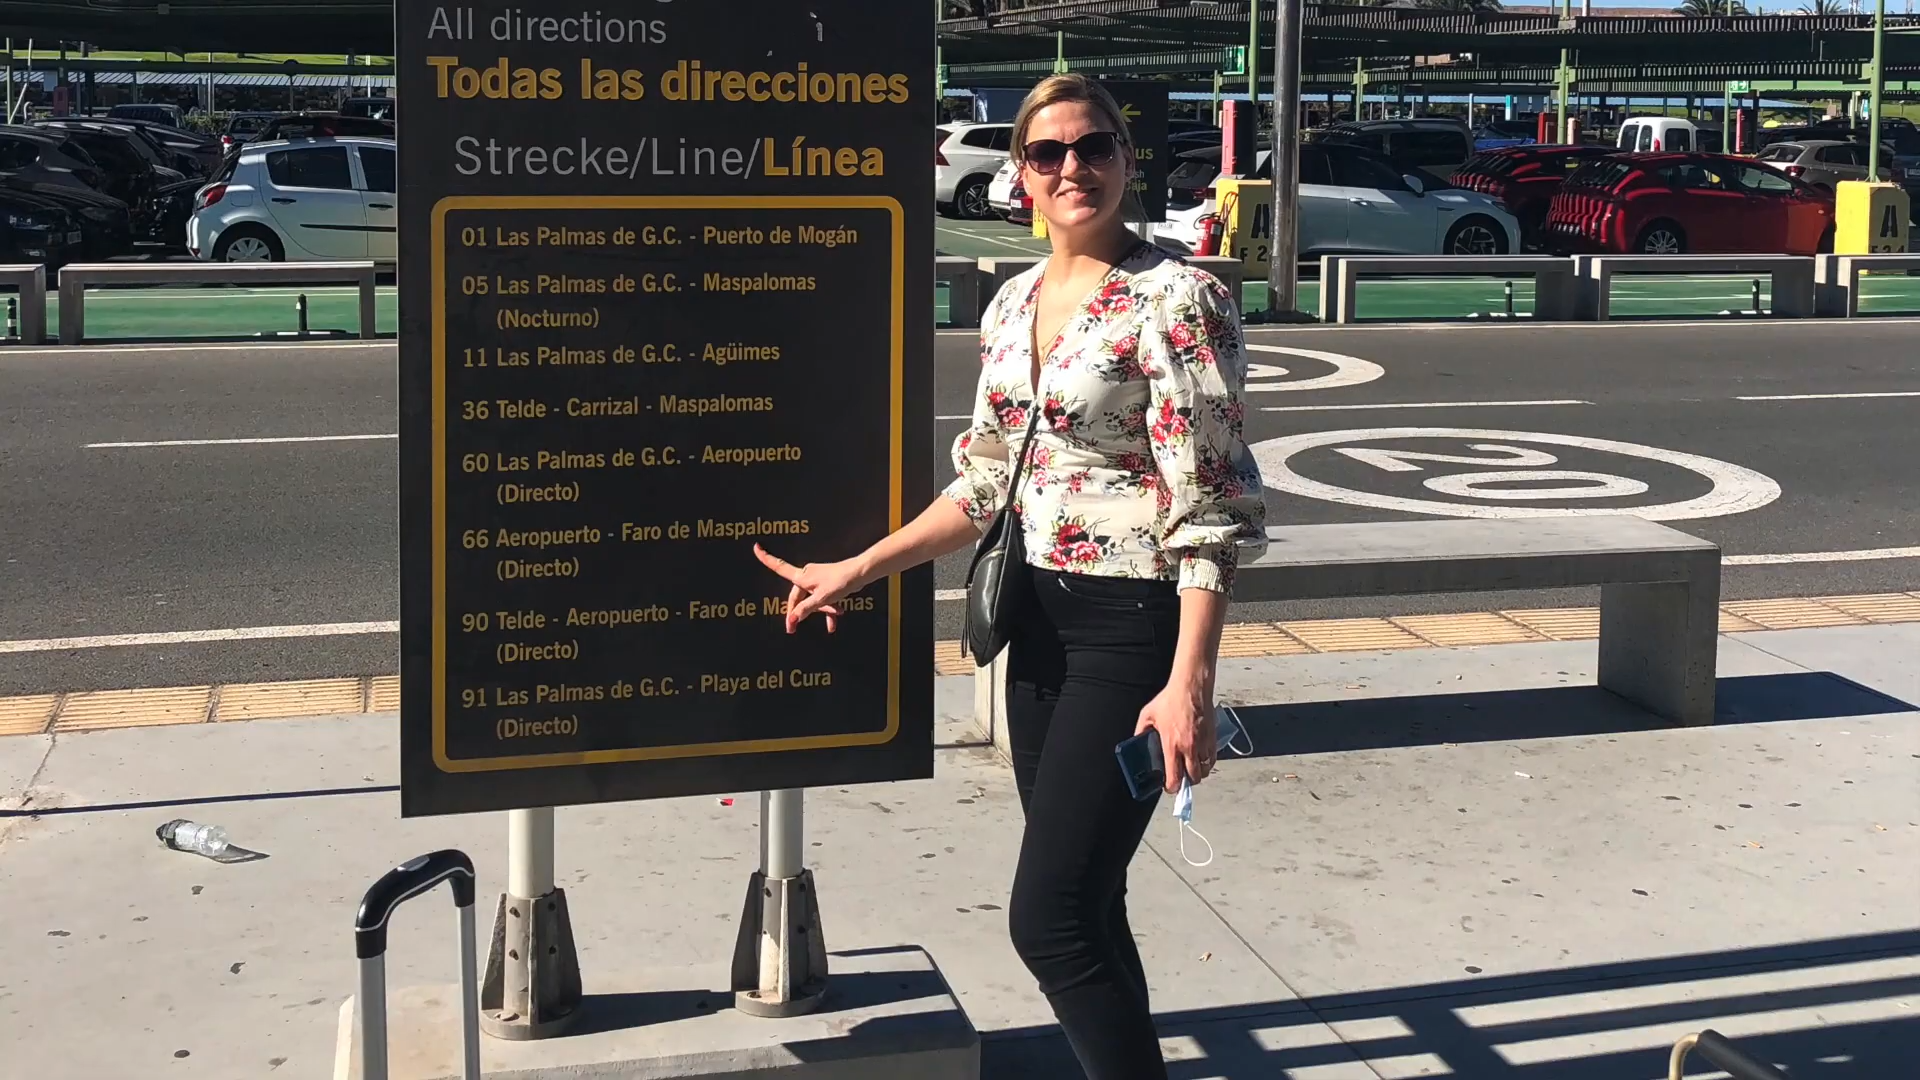 All directions
Todas las direcciones
Strecke/Line/Línea
01 Las Palmas de G.C. - Puerto de Mogán
05 Las Palmas de G.C. - Maspalomas
(Nocturno)
11 Las Palmas de G.C. - Agüimes
36 Telde - Carrizal - Maspalomas
60 Las Palmas de G.C. - Aeropuerto
(Directo)
66 Aeropuerto - Faro de Maspalomas
(Directo)
90 Telde - Aeropuerto - Faro de Ma mas
(Directo)
91 Las Palmas de G.C. - Playa del Cura
(Directo)
A
A
20